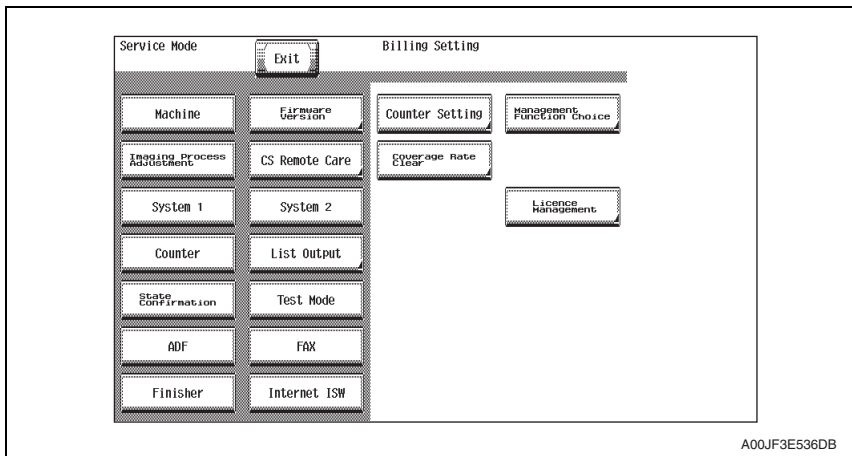 Service Mode
Exit
Billing Setting
Machine
Firmware
Version
Counter Setting
Management
Function Choice
Imaging Process
Adjustment
CS Remote Care
Coverage Rate
Clear
System 1
System 2
Licence
Management
Counter
List Output
State
Confirmation
Test Mode
ADF
FAX
Finisher
Internet ISW
A00JF3E536DB